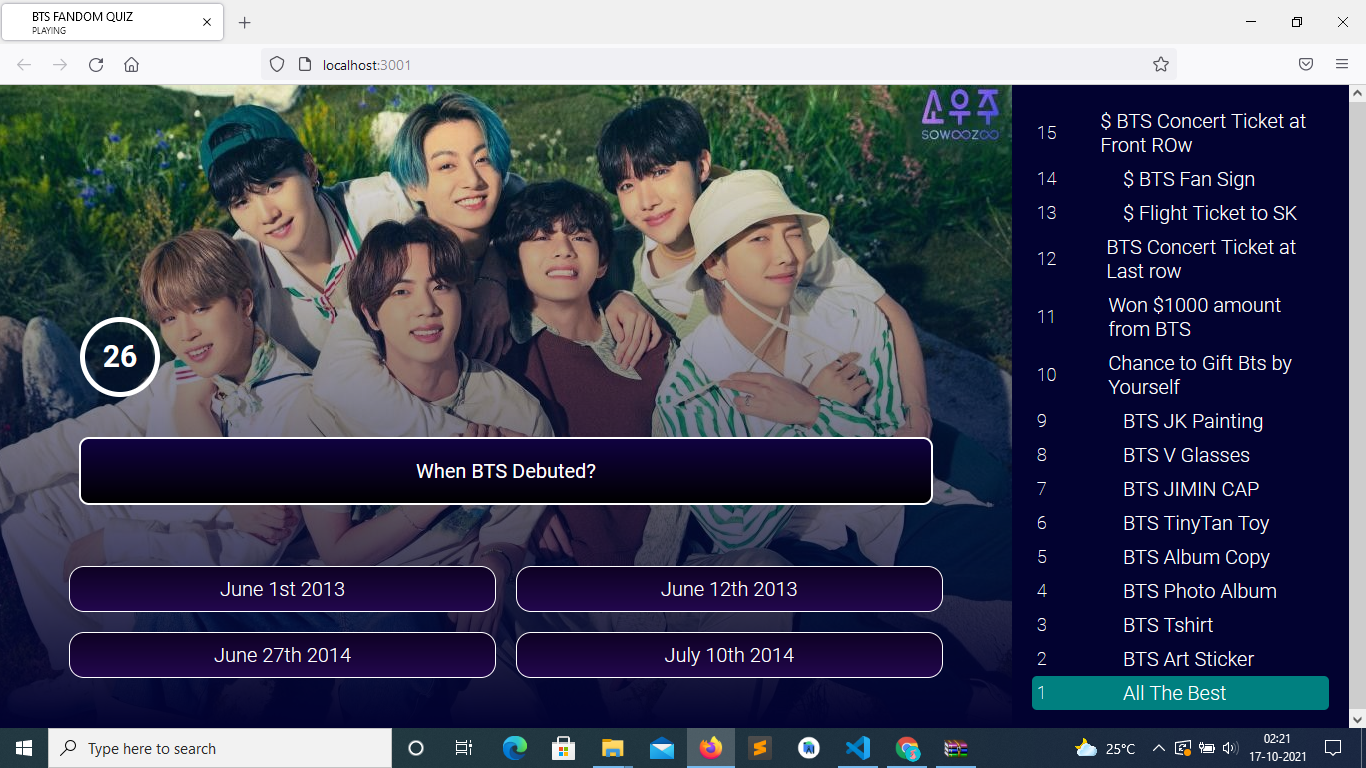 BTS FANDOM QUIZ
PLAYING
localhost:3001
소우주
SOWOOZOO
26
When BTS Debuted?
June 1st 2013
June 12th 2013
June 27th 2014
July 10th 2014
15 $ BTS Concert Ticket at
Front ROw
14 $ BTS Fan Sign
13 $ Flight Ticket to SK
12 BTS Concert Ticket at
Last row
11 Won $1000 amount
from BTS
10 Chance to Gift Bts by
Yourself
9 BTS JK Painting
8 BTS V Glasses
7 BTS JIMIN CAP
6 BTS TinyTan Toy
5 BTS Album Copy
4 BTS Photo Album
3 BTS Tshirt
2 BTS Art Sticker
1 All The Best
Type here to search
25°C
02:21
17-10-2021